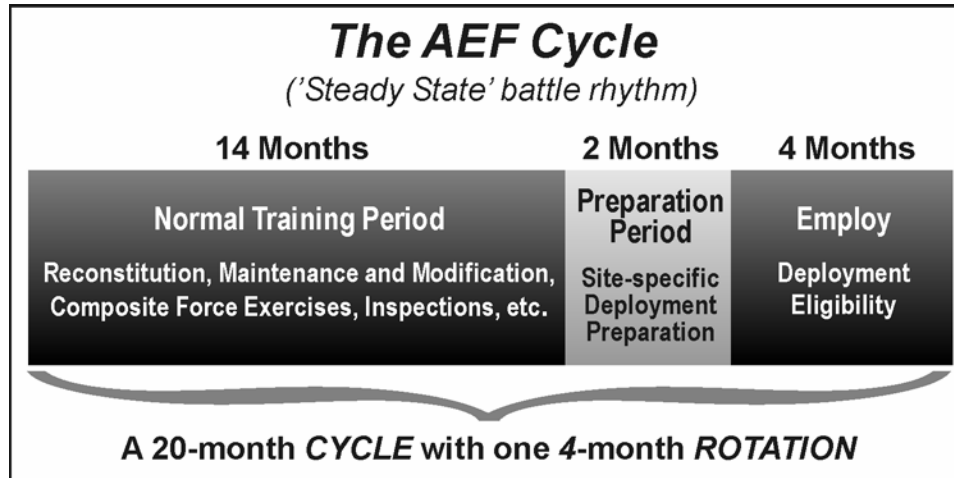 The AEF Cycle
('Steady State' battle rhythm)
14 Months
2 Months
4 Months
Normal Training Period
Reconstitution, Maintenance and Modification,
Composite Force Exercises, Inspections, etc.
Preparation
Period
Site-specific
Deployment
Preparation
Employ
Deployment
Eligibility
A 20-month CYCLE with one 4-month ROTATION